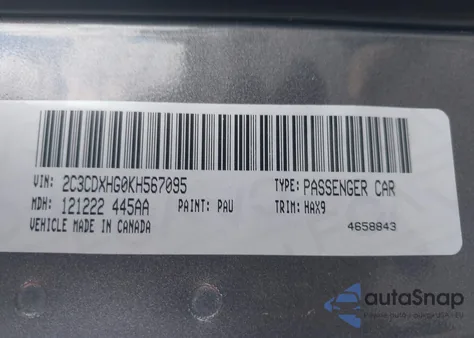 VIN: 2C3CDXHG0KH567095 TYPE: PASSENGER CAR
MDH: 121222 445AA PAINT: PAU TRIM: HAX9
VEHICLE MADE IN CANADA 4658843
autoSnap